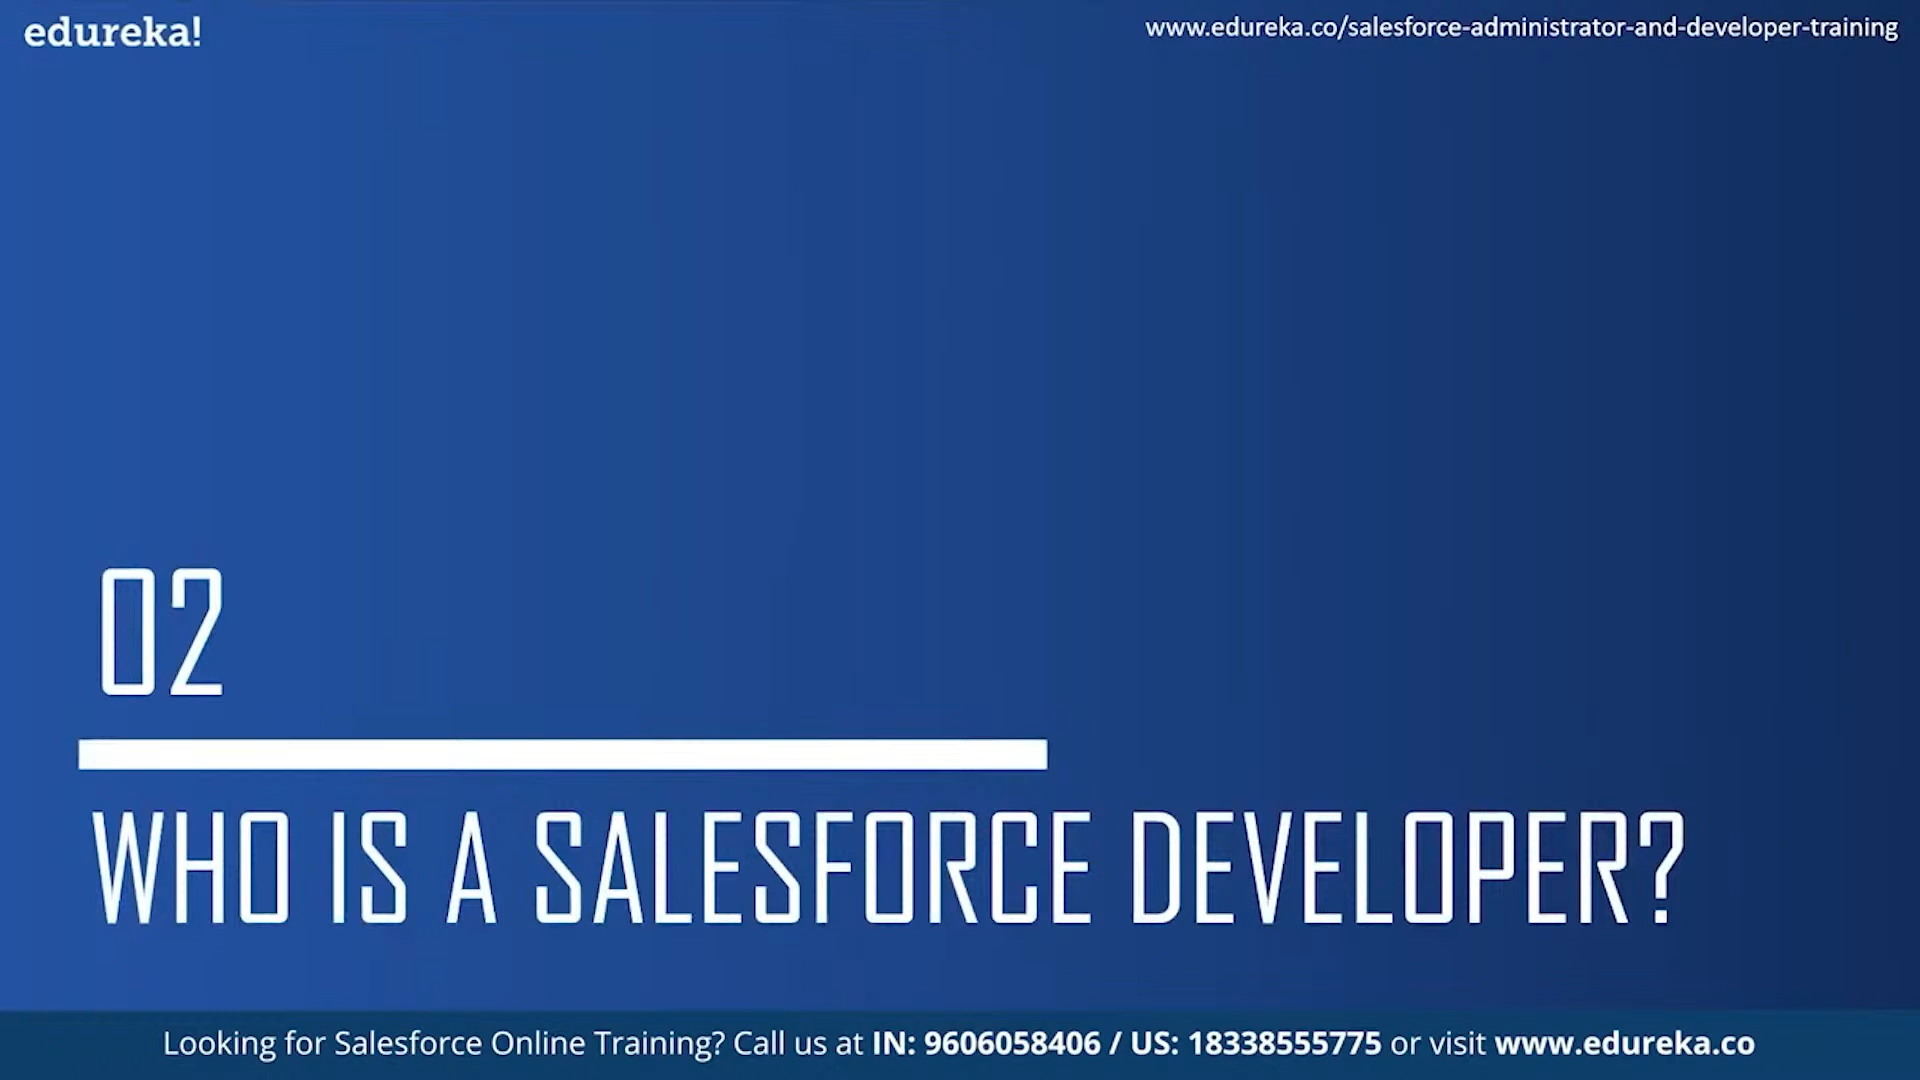 edureka!
www.edureka.co/salesforce-administrator-and-developer-training
02
WHO IS A SALESFORCE DEVELOPER?
Looking for Salesforce Online Training? Call us at IN: 9606058406 / US: 18338555775 or visit www.edureka.co